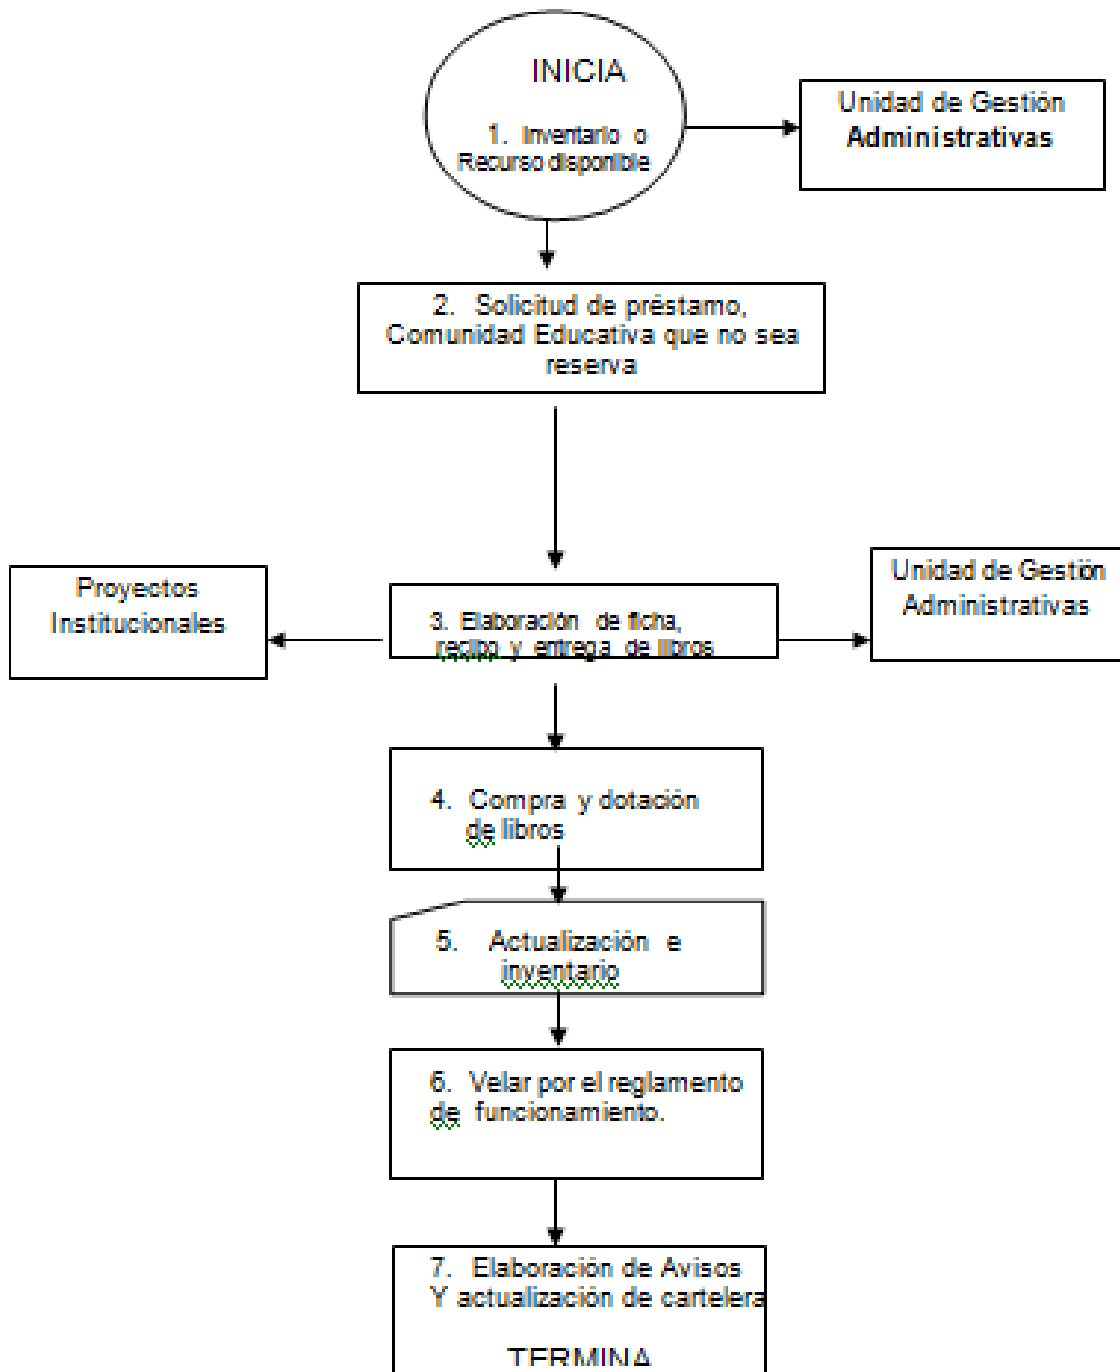 INICIA
1. Inventario o
Recurso disponible
Unidad de Gestión
Administrativas
2. Solicitud de préstamo,
Comunidad Educativa que no sea
reserva
Proyectos
Institucionales
3. Elaboración de ficha,
recibo y entrega de libros
Unidad de Gestión
Administrativas
4. Compra y dotación
de libros
5. Actualización e
inventario
6. Velar por el reglamento
de funcionamiento.
7. Elaboración de Avisos
Y actualización de cartelera
TERMINA